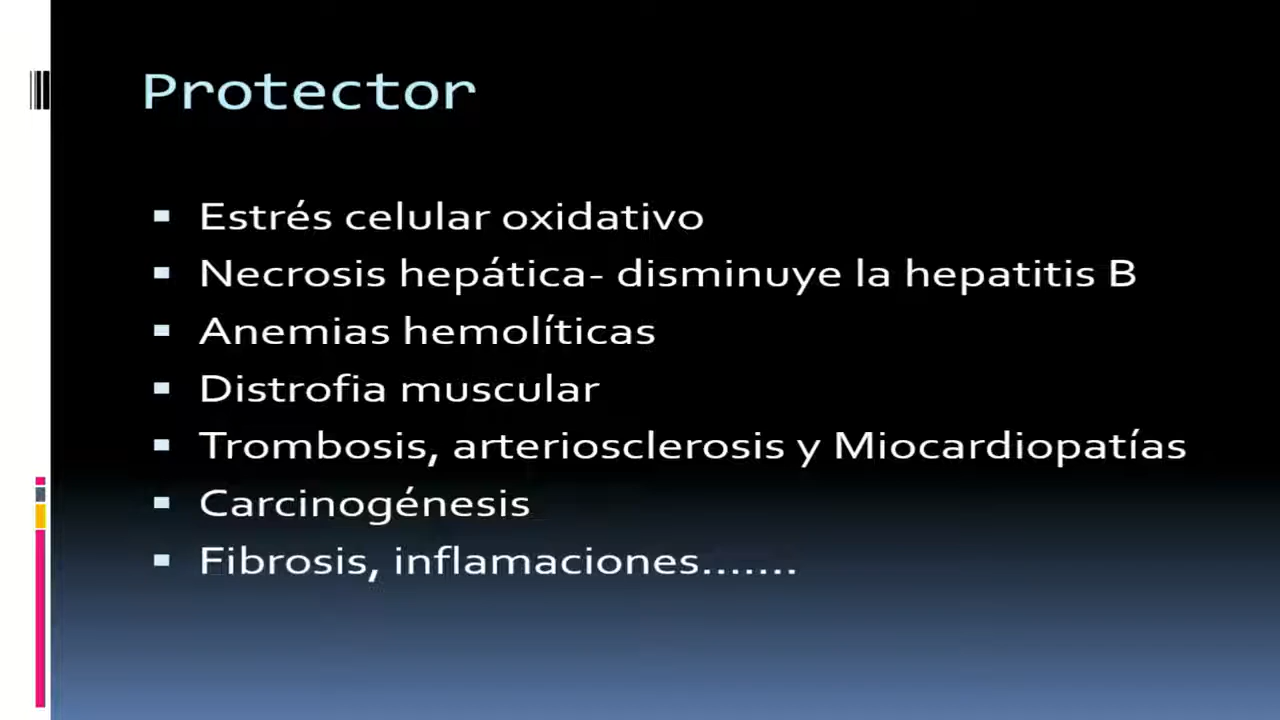 Protector
Estrés celular oxidativo
Necrosis hepática- disminuye la hepatitis B
Anemias hemolíticas
Distrofia muscular
Trombosis, arteriosclerosis y Miocardiopatías
Carcinogénesis
Fibrosis, inflamaciones.......